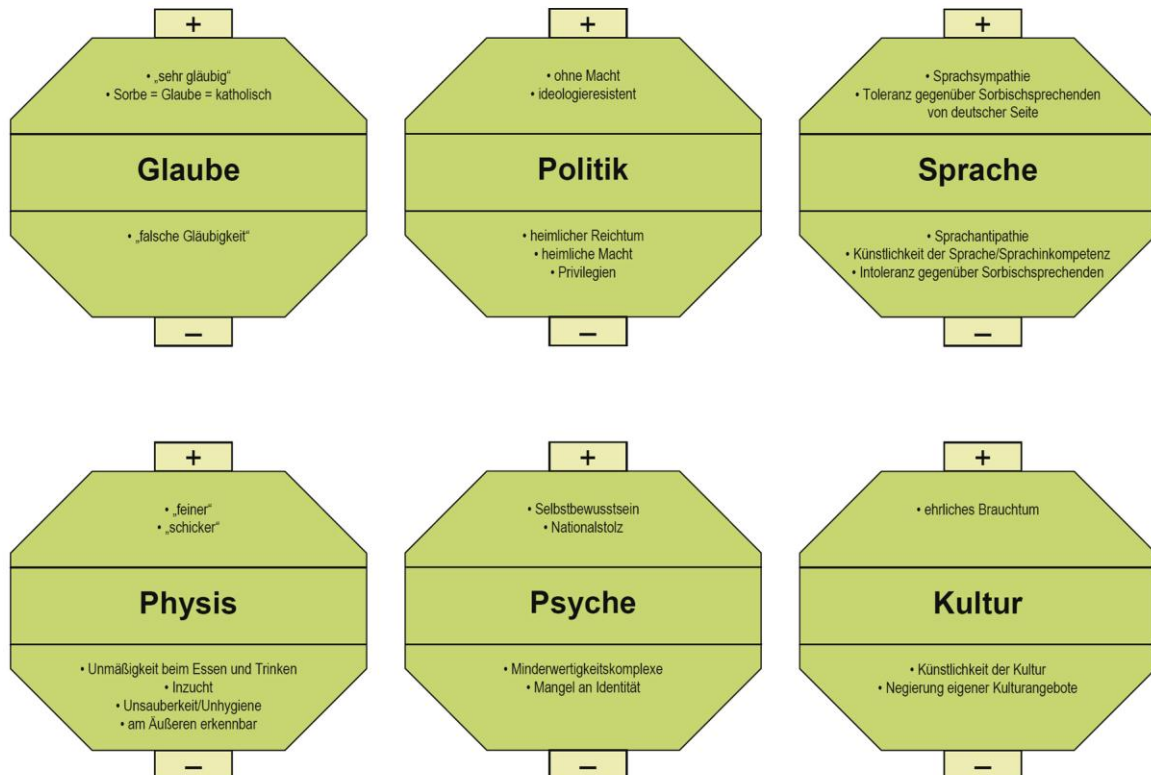 +
• „sehr gläubig“
• Sorbe = Glaube = katholisch
Glaube
• „falsche Gläubigkeit“
–
+
• ohne Macht
• ideologieresistent
Politik
• heimlicher Reichtum
• heimliche Macht
• Privilegien
–
+
• Sprachsympathie
• Toleranz gegenüber Sorbischsprechenden
von deutscher Seite
Sprache
• Sprachantipathie
• Künstlichkeit der Sprache/Sprachinkompetenz
• Intoleranz gegenüber Sorbischsprechenden
–
+
• „feiner“
• „schicker“
Physis
• Unmäßigkeit beim Essen und Trinken
• Inzucht
• Unsauberkeit/Unhygiene
• am Äußeren erkennbar
–
+
• Selbstbewusstsein
• Nationalstolz
Psyche
• Minderwertigkeitskomplexe
• Mangel an Identität
–
+
• ehrliches Brauchtum
Kultur
• Künstlichkeit der Kultur
• Negierung eigener Kulturangebote
–